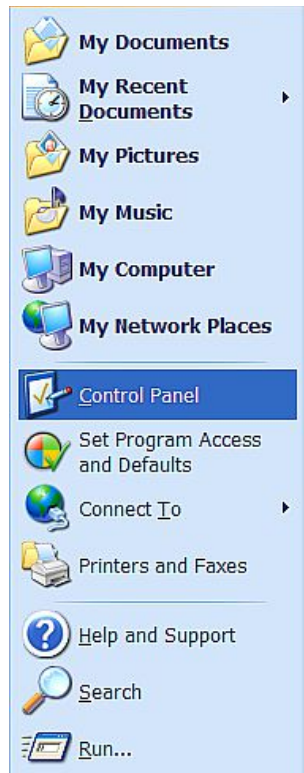 My Documents
My Recent
Documents
My Pictures
My Music
My Computer
My Network Places
Control Panel
Set Program Access
and Defaults
Connect To
Printers and Faxes
Help and Support
Search
Run...